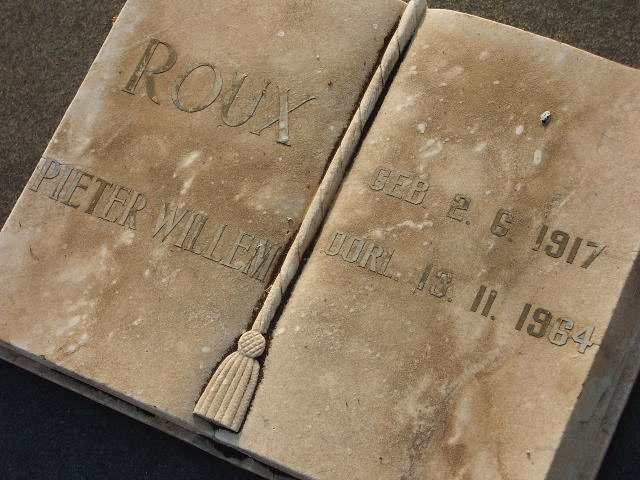 ROUX
PIETER WILLEM
GEB 2. 6. 1917
OORL. 13. 11. 1964